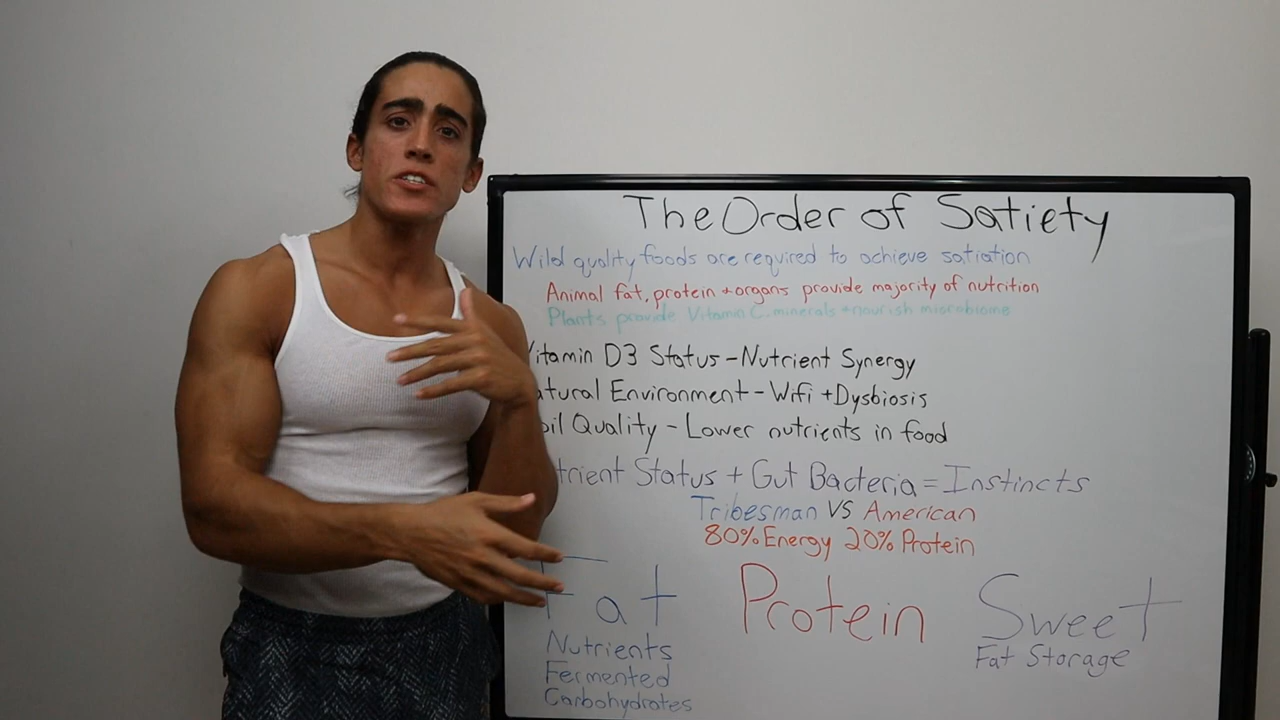 The Order of Satiety
Wild quality foods are required to achieve satiation
Animal fat, protein + organs provide majority of nutrition
Plants provide Vitamin C, minerals + nourish microbiome
Vitamin D3 Status - Nutrient Synergy
atural Environment - Wifi + Dysbiosis
oil Quality - Lower nutrients in food
trient Status + Gut Bacteria = Instincts
Tribesman VS American
80% Energy 20% Protein
Fat Protein Sweet
Nutrients Fat Storage
Fermented
Carbohydrates